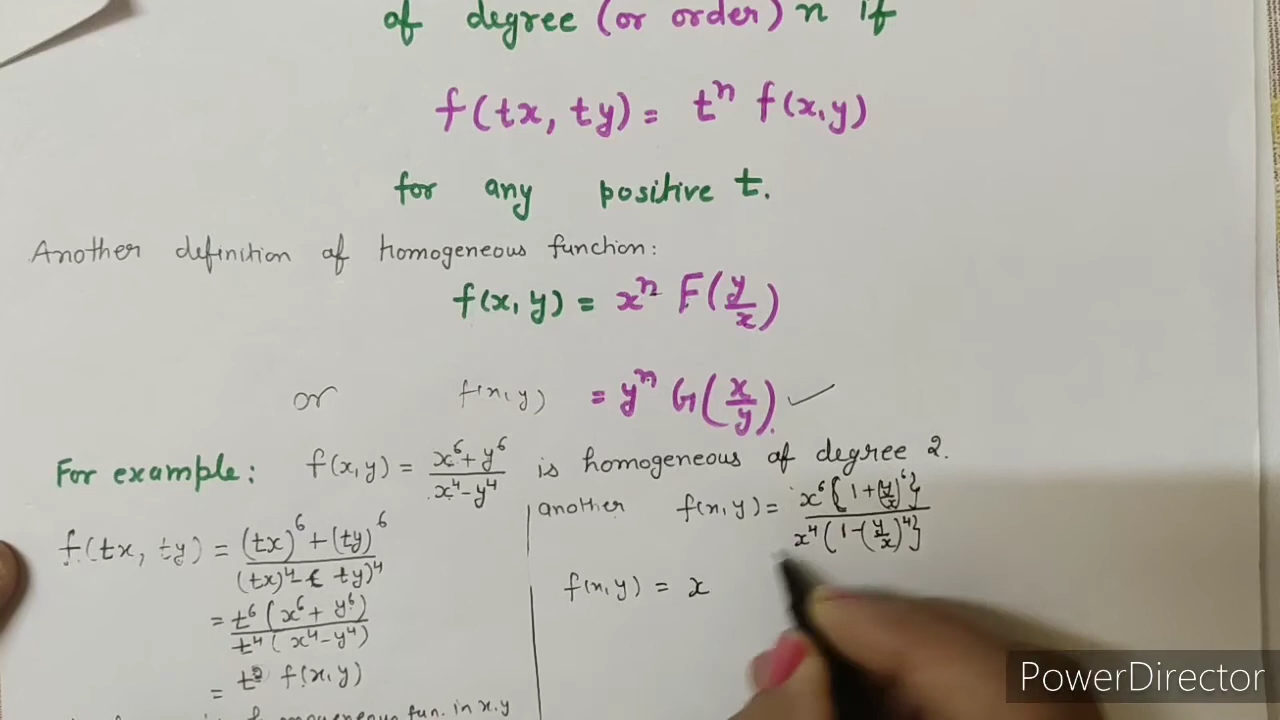 of degree (or order) n if
f(tx, ty) = tⁿ f(x,y)
for any positive t.
Another definition of homogeneous function:
f(x, y) = xⁿ F(y/x)
or f(x,y) = yⁿ G(x/y)
For example: f(x,y) = x⁶+y⁶/x⁴-y⁴ is homogeneous of degree 2.
f(tx, ty) = (tx)⁶+(ty)⁶/(tx)⁴-(ty)⁴
= t⁶(x⁶+y⁶)/t⁴(x⁴-y⁴)
= t² f(x,y)
fun. in x.y
another f(x,y) = x⁶{1+(y/x)⁶}/x⁴(1-(y/x)⁴}
f(x,y) = x
PowerDirector